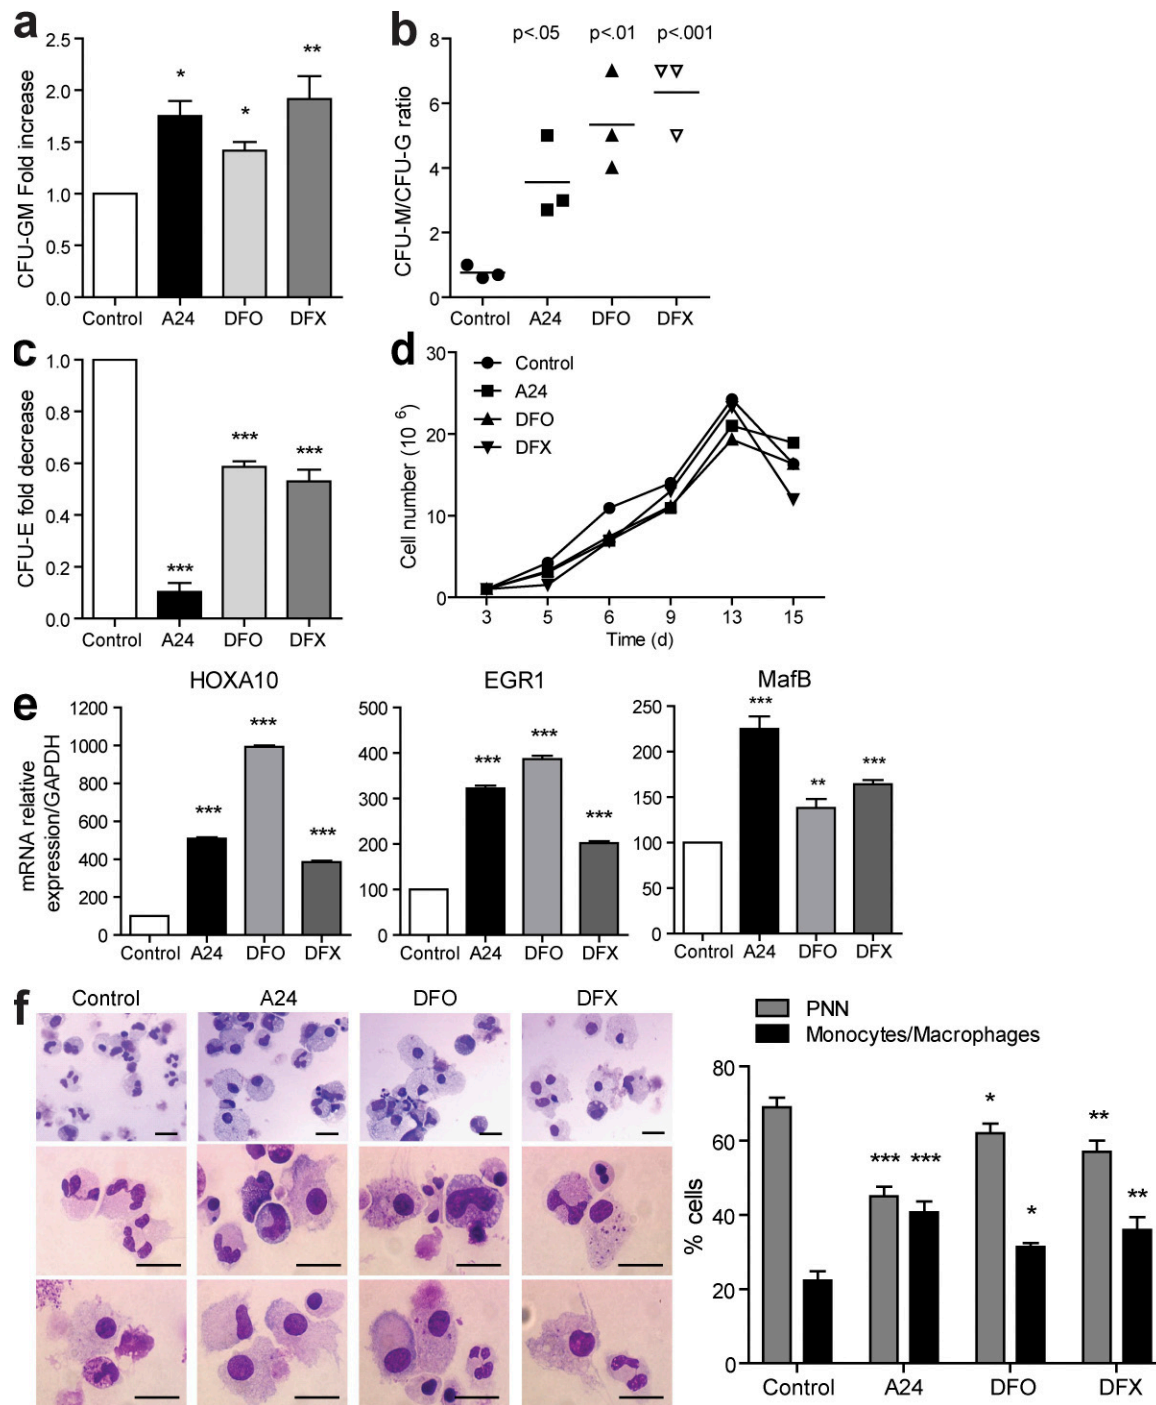 a
CFU-GM Fold increase
2.5
2.0
1.5
1.0
0.5
0.0
*
*
**
Control A24 DFO DFX
b
CFU-M/CFU-G ratio
8
6
4
2
0
p<.05 p<.01 p<.001
Control A24 DFO DFX
c
CFU-E fold decrease
1.0
0.8
0.6
0.4
0.2
0.0
***
***
***
Control A24 DFO DFX
d
Cell number (10 6)
30
20
10
0
Control
A24
DFO
DFX
3 5 6 9 13 15
Time (d)
e
mRNA relative
expression/GAPDH
HOXA10
1200
1000
800
600
400
200
0
***
***
***
Control A24 DFO DFX
EGR1
500
400
300
200
100
0
***
***
***
Control A24 DFO DFX
MafB
250
200
150
100
50
0
***
**
***
Control A24 DFO DFX
f
Control A24 DFO DFX
PNN
Monocytes/Macrophages
% cells
80
60
40
20
0
*** ***
*
*
**
**
Control A24 DFO DFX